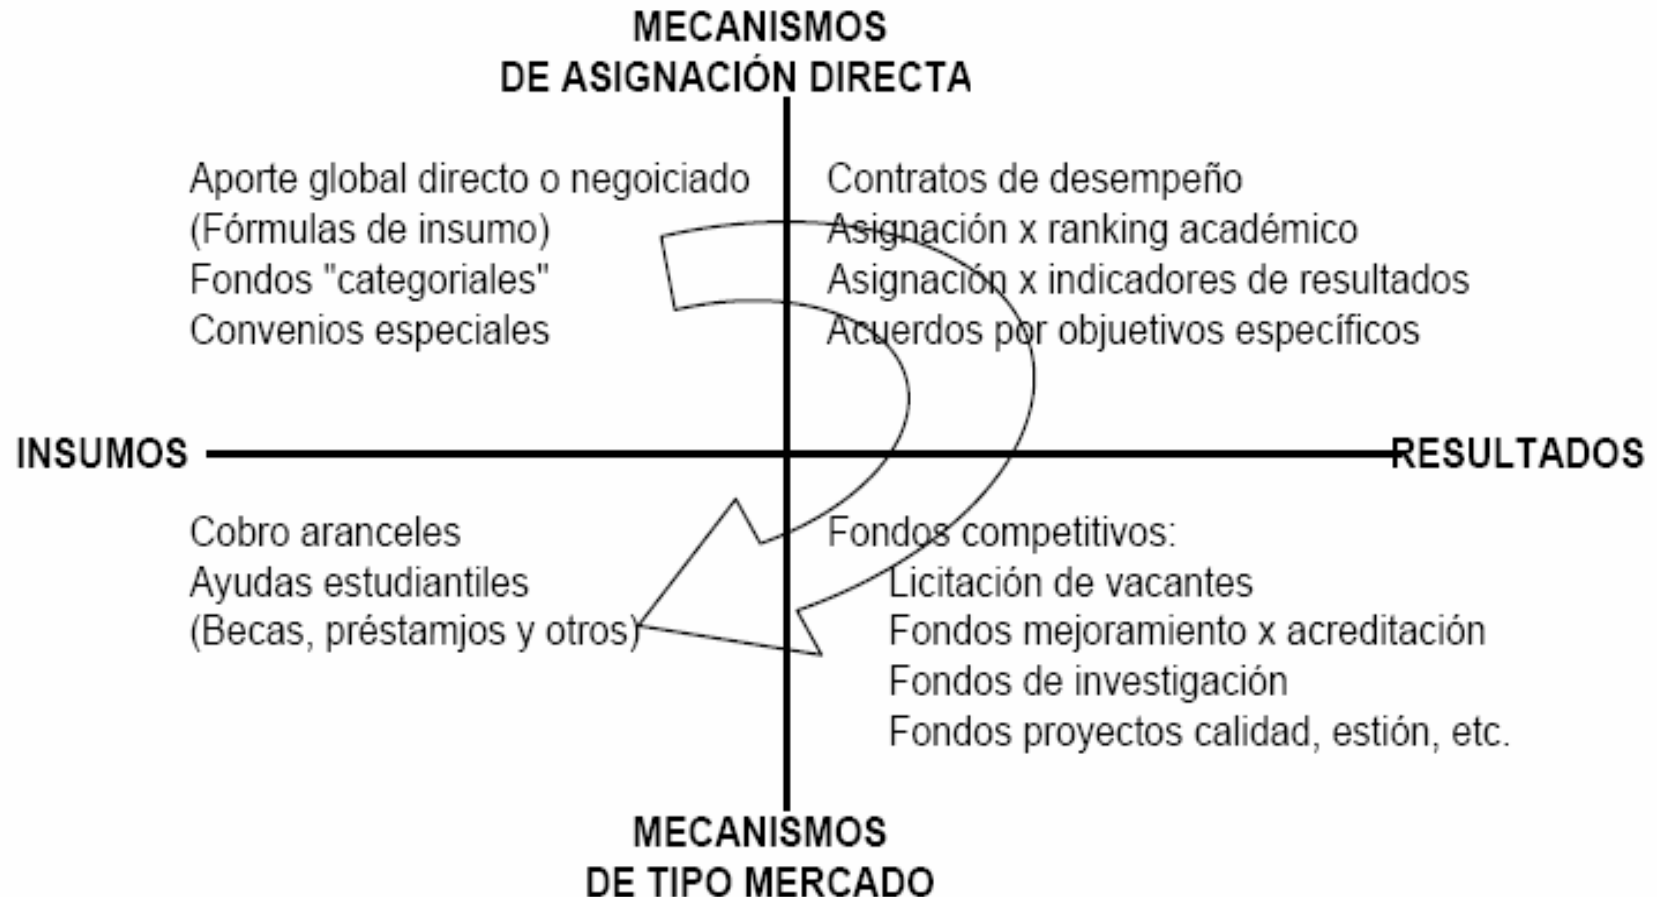 MECANISMOS
DE ASIGNACIÓN DIRECTA
Aporte global directo o negoiciado
(Fórmulas de insumo)
Fondos "categoriales"
Convenios especiales
Contratos de desempeño
Asignación x ranking académico
Asignación x indicadores de resultados
Acuerdos por objuetivos específicos
INSUMOS
RESULTADOS
Cobro aranceles
Ayudas estudiantiles
(Becas, préstamjos y otros)
Fondos competitivos:
Licitación de vacantes
Fondos mejoramiento x acreditación
Fondos de investigación
Fondos proyectos calidad, estión, etc.
MECANISMOS
DE TIPO MERCADO